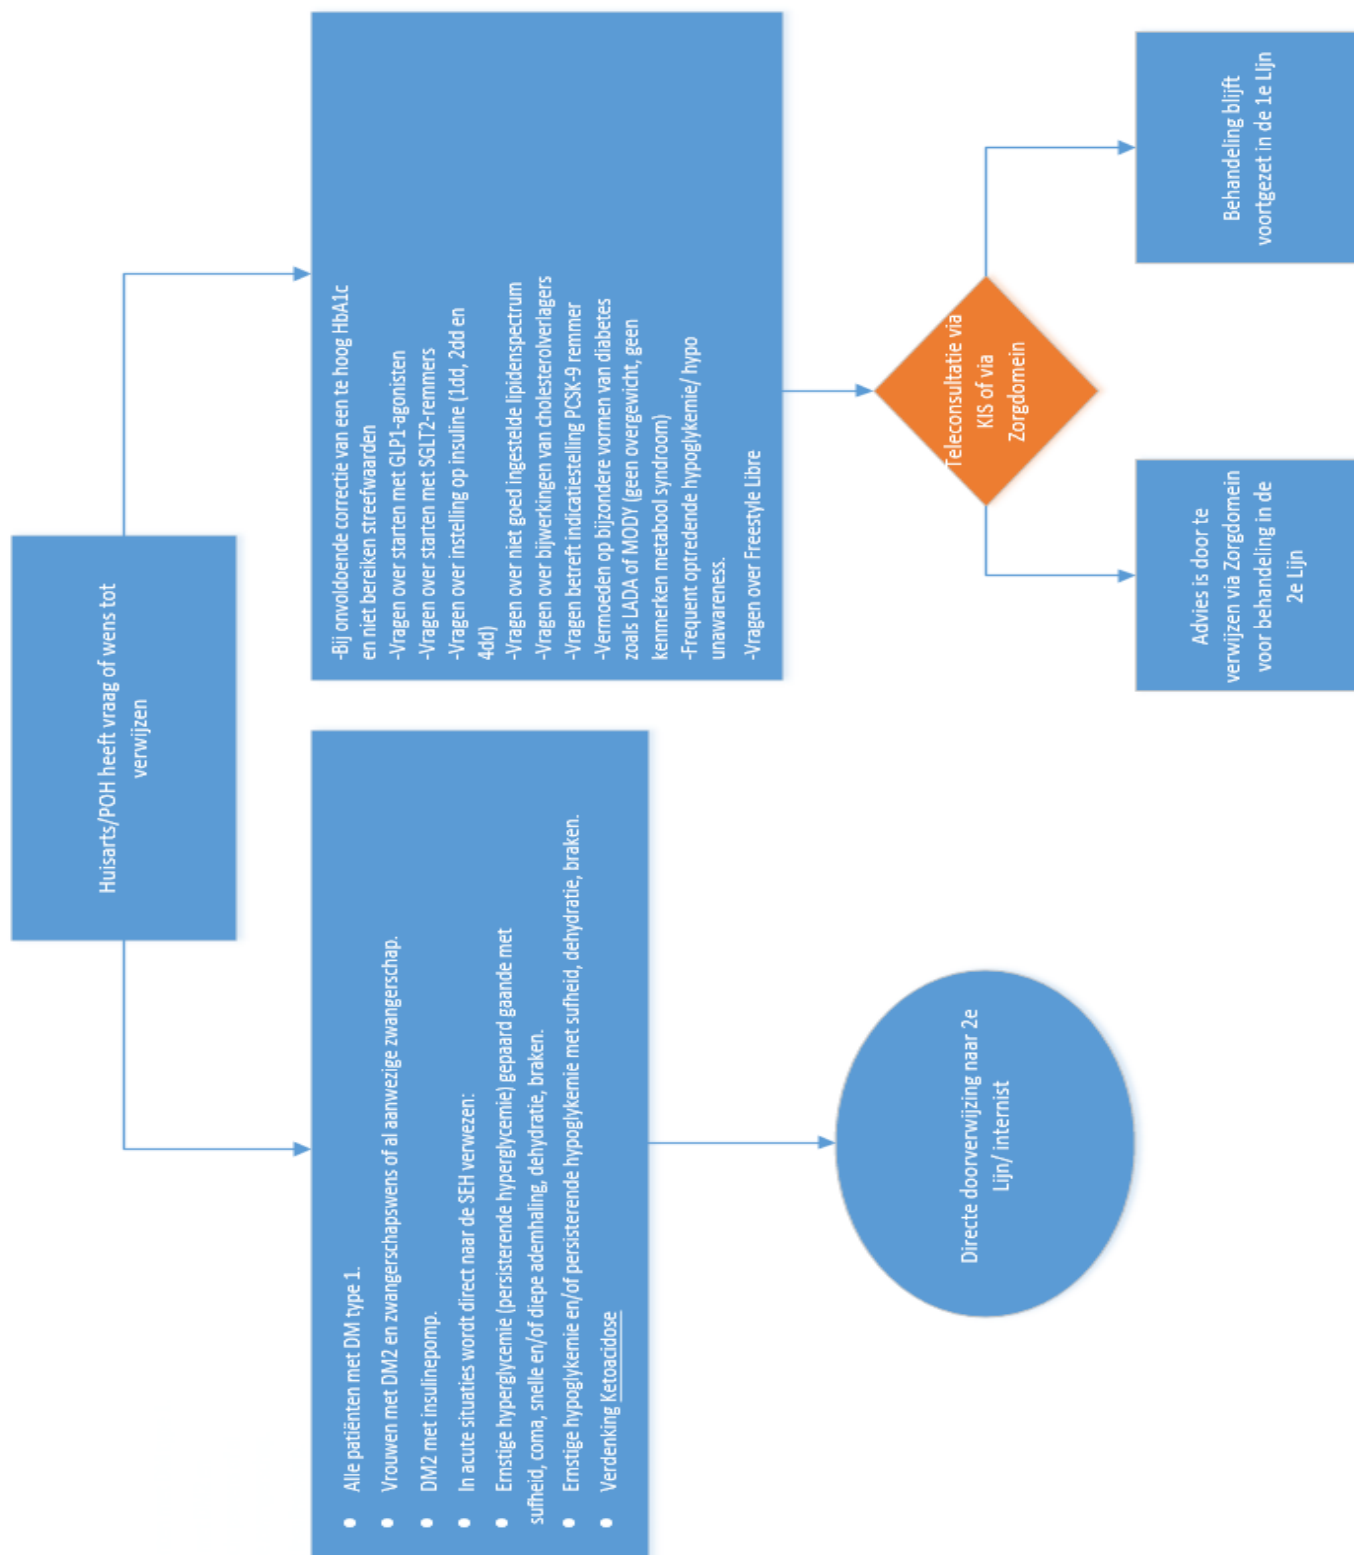 Huisarts/POH heeft vraag of wens tot
verwijzen
Alle patiënten met DM type 1.
Vrouwen met DM2 en zwangerschapswens of al aanwezige zwangerschap.
DM2 met insulinepomp.
In acute situaties wordt direct naar de SEH verwezen:
Ernstige hyperglycemie (persisterende hyperglycemie) gepaard gaande met
sufheid, coma, snelle en/of diepe ademhaling, dehydratie, braken.
Ernstige hypoglykemie en/of persisterende hypoglykemie met sufheid, dehydratie, braken.
Verdenking Ketoacidose
Directe doorverwijzing naar 2e
Lijn/ internist
-Bij onvoldoende correctie van een te hoog HbA1c
en niet bereiken streefwaarden
-Vragen over starten met GLP1-agonisten
-Vragen over starten met SGLT2-remmers
-Vragen over instelling op insuline (1dd, 2dd en
4dd)
-Vragen over niet goed ingestelde lipidenspectrum
-Vragen over bijwerkingen van cholesterolverlagers
-Vragen betreft indicatiestelling PCSK-9 remmer
-Vermoeden op bijzondere vormen van diabetes
zoals LADA of MODY (geen overgewicht, geen
kenmerken metabool syndroom)
-Frequent optredende hypoglykemie/ hypo
unawareness.
-Vragen over Freestyle Libre
Teleconsultatie via
KIS of via
Zorgdomein
Advies is door te
verwijzen via Zorgdomein
voor behandeling in de
2e Lijn
Behandeling blijft
voortgezet in de 1e LIjn